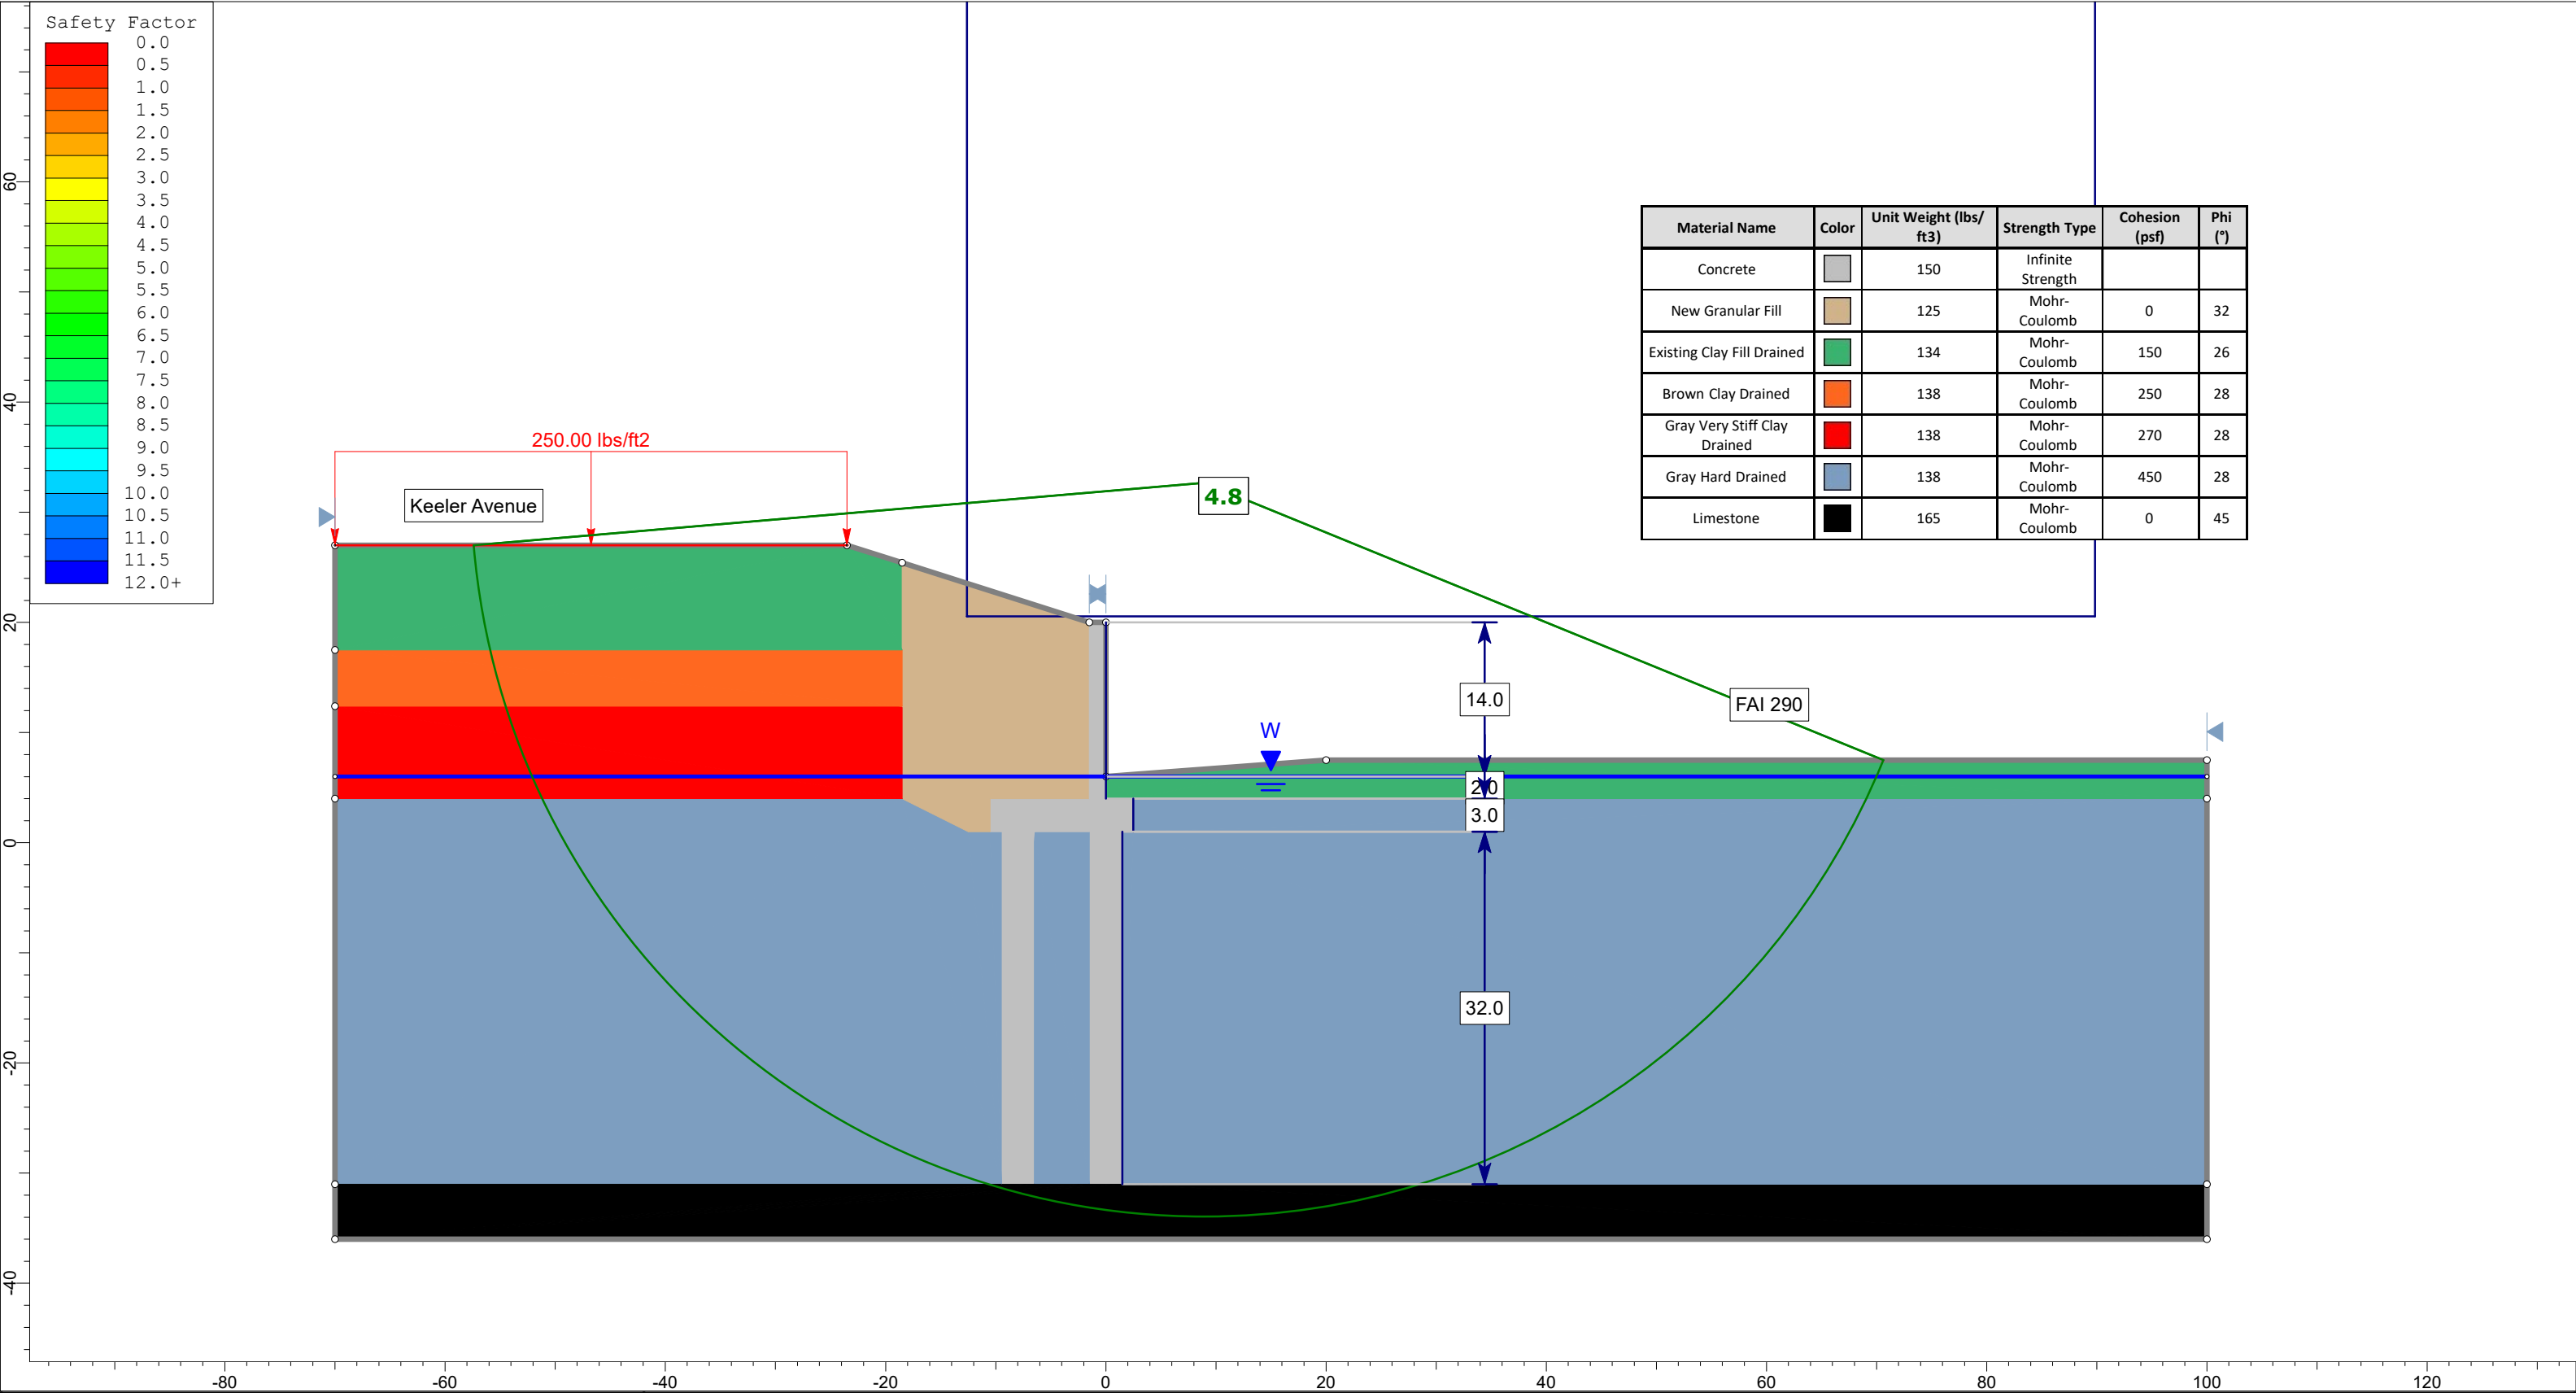 Safety Factor
0.0
0.5
1.0
1.5
2.0
2.5
3.0
3.5
4.0
4.5
5.0
5.5
6.0
6.5
7.0
7.5
8.0
8.5
9.0
9.5
10.0
10.5
11.0
11.5
12.0+
60
40
20
0
-20
-40
Material Name Color Unit Weight (lbs/ Strength Type Cohesion Phi
ft3) (psf) (°)
Concrete 150 Infinite
Strength
New Granular Fill 125 Mohr- 0 32
Coulomb
Existing Clay Fill Drained 134 Mohr- 150 26
Coulomb
Brown Clay Drained 138 Mohr- 250 28
Coulomb
Gray Very Stiff Clay 138 Mohr- 270 28
Drained Coulomb
Gray Hard Drained 138 Mohr- 450 28
Coulomb
Limestone 165 Mohr- 0 45
Coulomb
250.00 lbs/ft2
Keeler Avenue
4.8
14.0
FAI 290
W
2.0
3.0
32.0
-80 -60 -40 -20 0 20 40 60 80 100 120